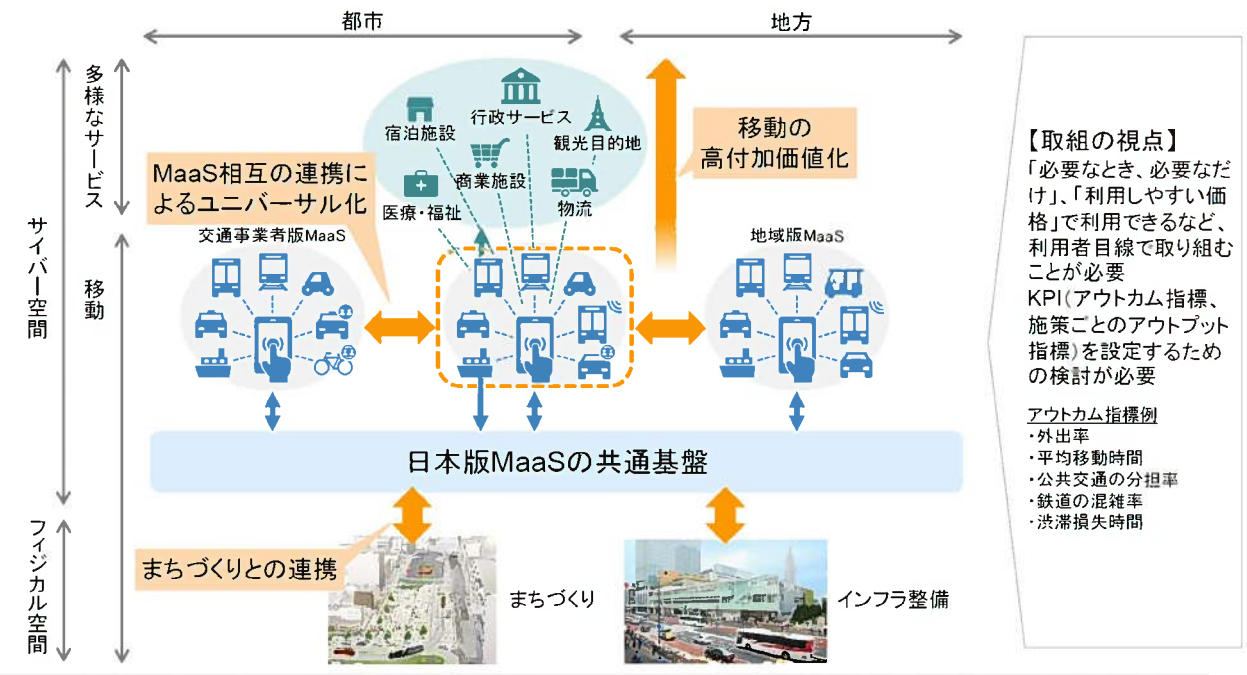 都市
地方
多様なサービス
サイバー空間
移動
フィジカル空間
宿泊施設
行政サービス
観光目的地
商業施設
医療・福祉
物流
移動の
高付加価値化
MaaS相互の連携に
よるユニバーサル化
交通事業者版MaaS
地域版MaaS
日本版MaaSの共通基盤
まちづくりとの連携
まちづくり
インフラ整備
【取組の視点】
「必要なとき、必要なだ
け」、「利用しやすい価
格」で利用できるなど、
利用者目線で取り組む
ことが必要
KPI(アウトカム指標、
施策ごとのアウトプット
指標)を設定するため
の検討が必要
アウトカム指標例
・外出率
・平均移動時間
・公共交通の分担率
・鉄道の混雑率
・渋滞損失時間